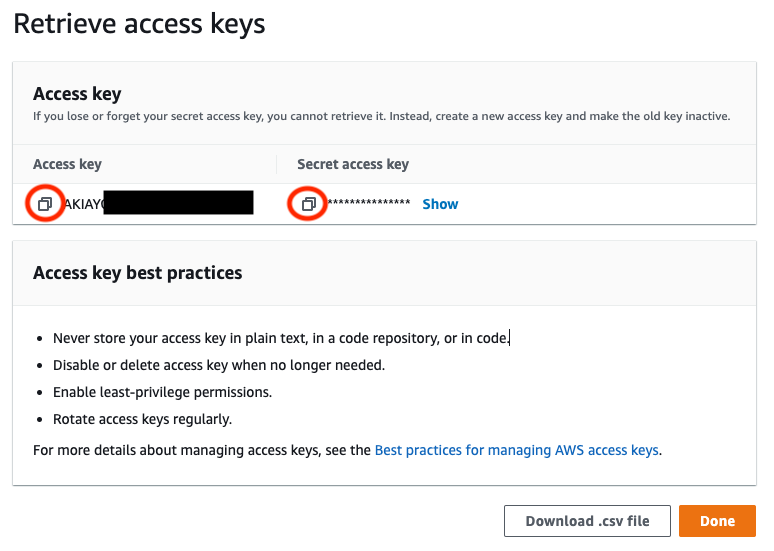 Retrieve access keys
Access key
If you lose or forget your secret access key, you cannot retrieve it. Instead, create a new access key and make the old key inactive.
Access key
Secret access key
AKIAY
*************** Show
Access key best practices
• Never store your access key in plain text, in a code repository, or in code.
• Disable or delete access key when no longer needed.
• Enable least-privilege permissions.
• Rotate access keys regularly.
For more details about managing access keys, see the Best practices for managing AWS access keys.
Download .csv file
Done